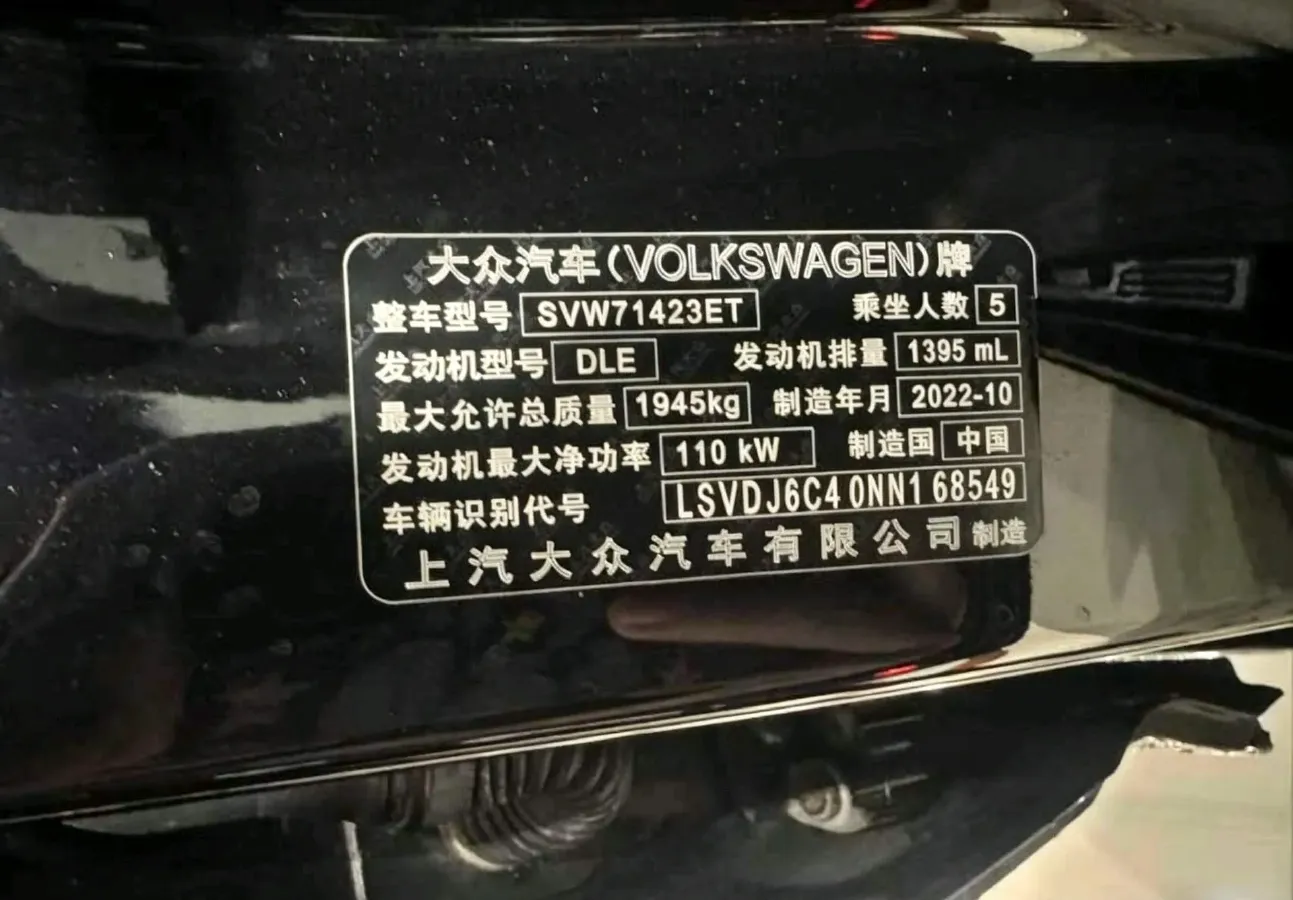 大众汽车(VOLKSWAGEN)牌
整车型号 SVW71423ET 乘坐人数 5
发动机型号 DLE 发动机排量 1395 mL
最大允许总质量 1945kg 制造年月 2022-10
发动机最大净功率 110 kW 制造国 中国
车辆识别代号 LSVDJ6C40NN168549
上汽大众汽车有限公司 制造